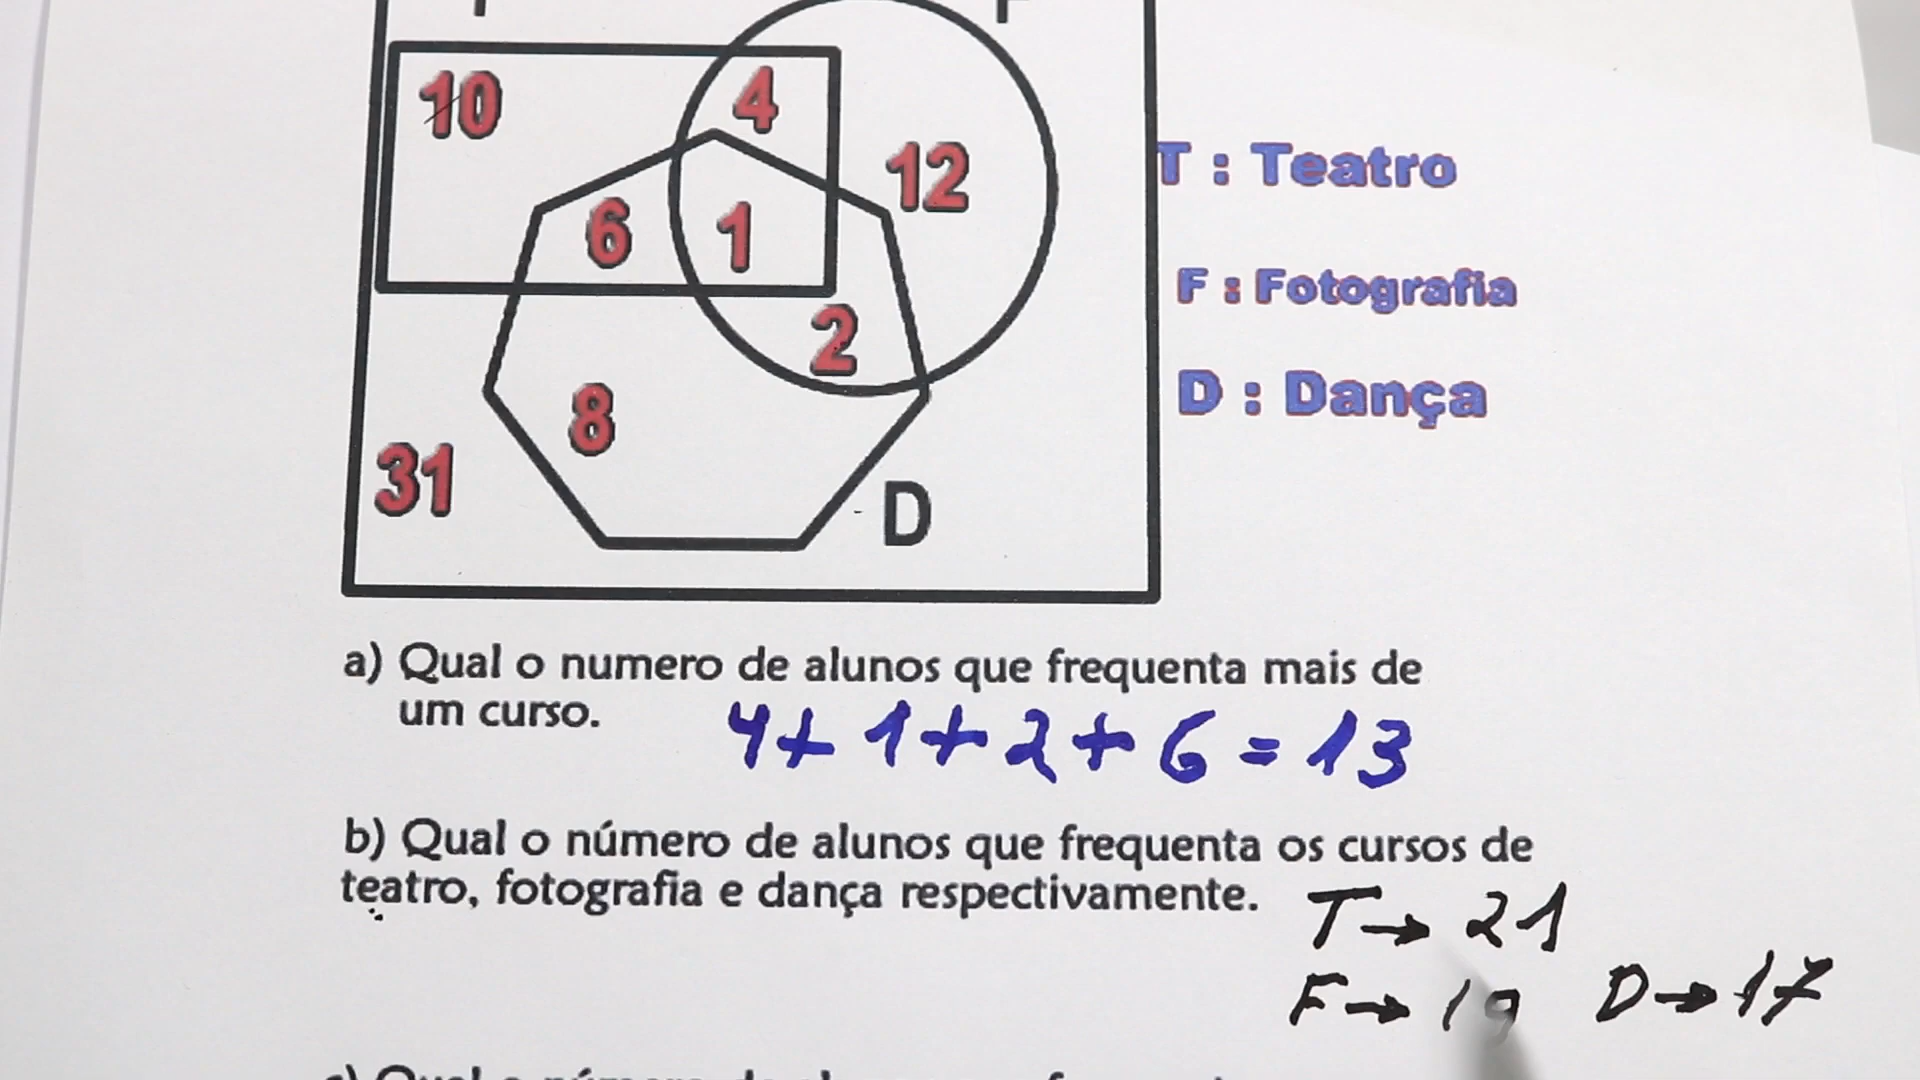 10
4
12
T : Teatro
6
1
F : Fotografia
2
D : Dança
8
31
D
a) Qual o numero de alunos que frequenta mais de
um curso.
4+1+2+6=13
b) Qual o número de alunos que frequenta os cursos de
teatro, fotografia e dança respectivamente.
T→21
F→19 D→17